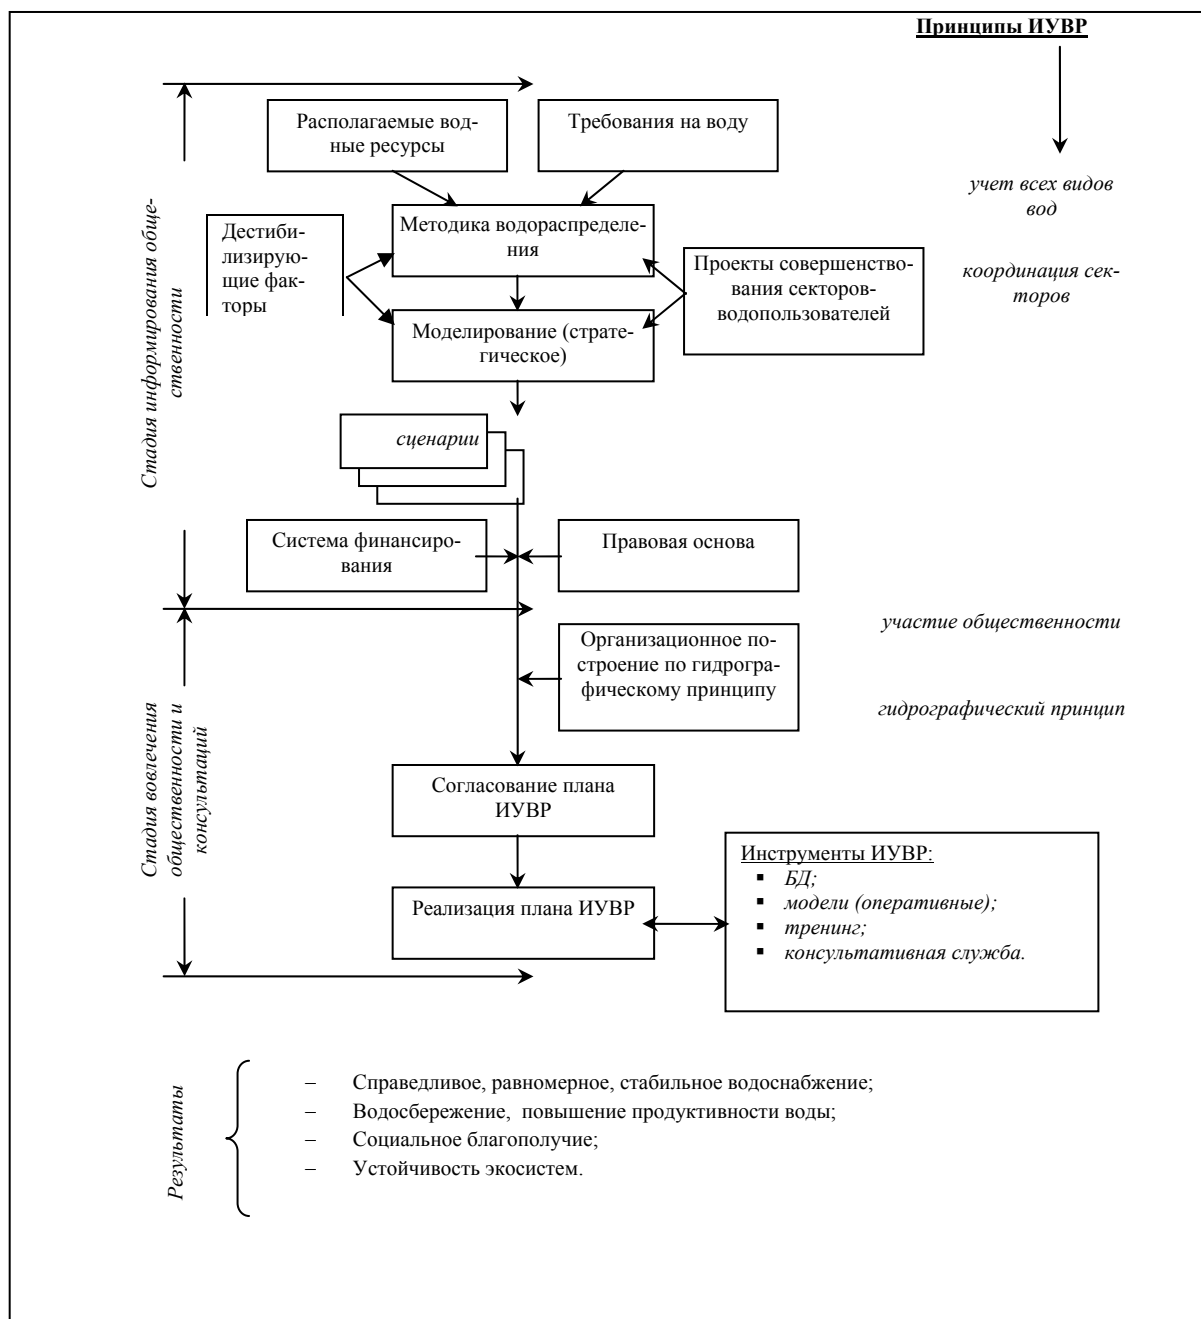 Принципы ИУВР
Располагаемые вод-
ные ресурсы
Требования на воду
учет всех видов
вод
Методика водораспределе-
ния
Дестиби-
лизирую-
щие фак-
торы
Проекты совершенство-
вания секторов-
водопользователей
координация сек-
торов
Моделирование (страте-
гическое)
Стадия информирования обще-
ственности
сценарии
Система финансиро-
вания
Правовая основа
участие общественности
Организационное по-
строение по гидрогра-
фическому принципу
гидрографический принцип
Стадия вовлечения
общественности и
консультаций
Согласование плана
ИУВР
Реализация плана ИУВР
Инструменты ИУВР:
▪ БД;
▪ модели (оперативные);
▪ тренинг;
▪ консультативная служба.
Результаты
– Справедливое, равномерное, стабильное водоснабжение;
– Водосбережение, повышение продуктивности воды;
– Социальное благополучие;
– Устойчивость экосистем.